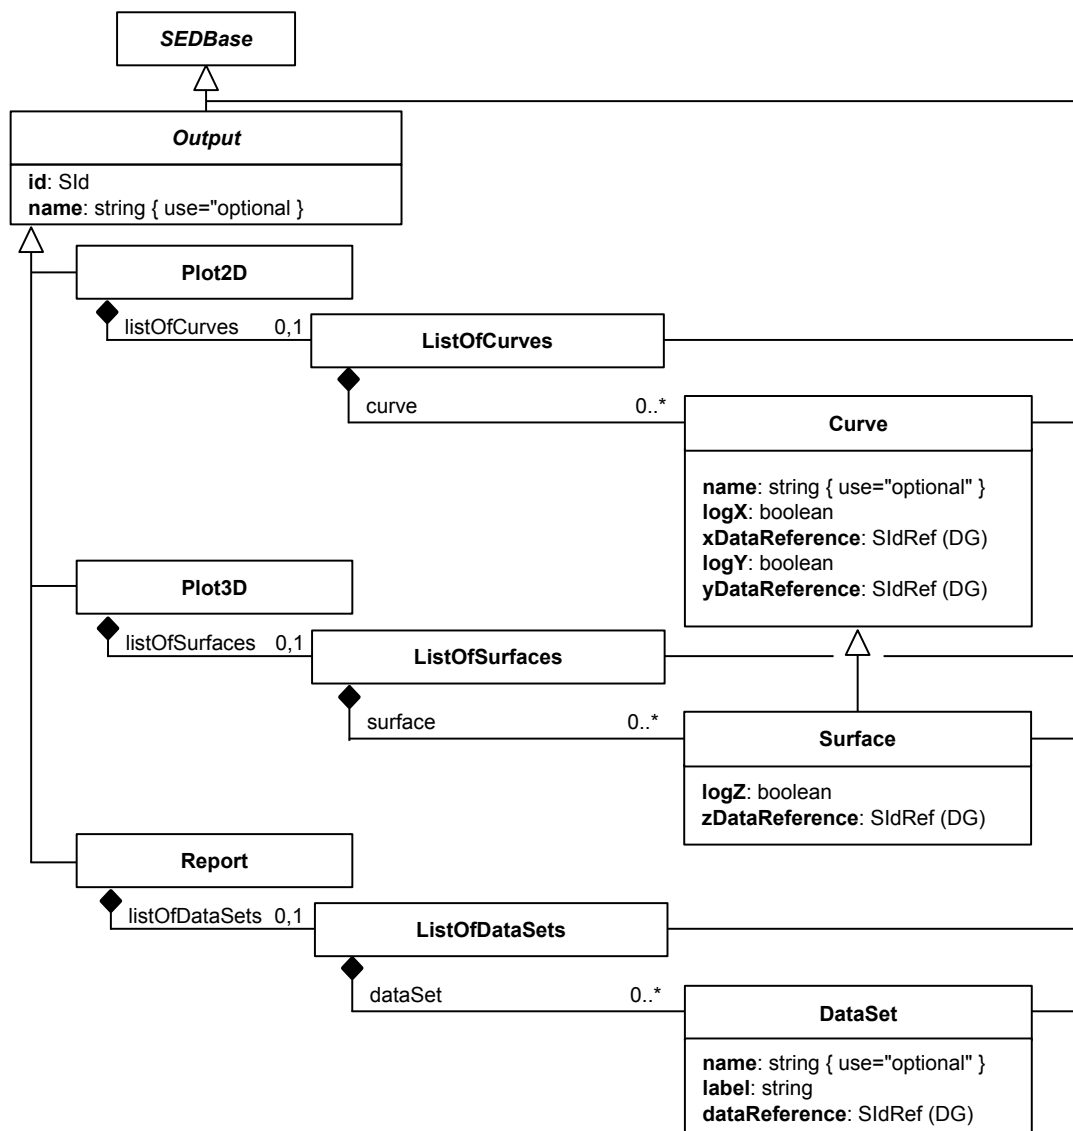 SEDBase
Output
id: SId
name: string { use="optional }
Plot2D
listOfCurves 0,1
ListOfCurves
curve 0..*
Curve
name: string { use="optional" }
logX: boolean
xDataReference: SIdRef (DG)
logY: boolean
yDataReference: SIdRef (DG)
Plot3D
listOfSurfaces 0,1
ListOfSurfaces
surface 0..*
Surface
logZ: boolean
zDataReference: SIdRef (DG)
Report
listOfDataSets 0,1
ListOfDataSets
dataSet 0..*
DataSet
name: string { use="optional" }
label: string
dataReference: SIdRef (DG)